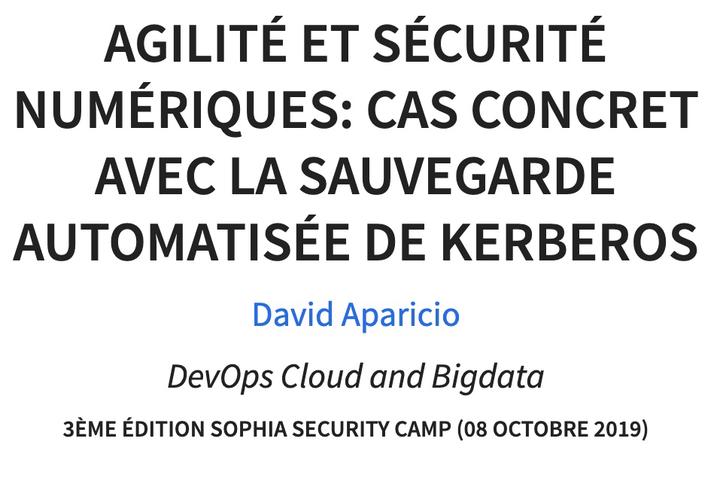 AGILITÉ ET SÉCURITÉ
NUMÉRIQUES: CAS CONCRET
AVEC LA SAUVEGARDE
AUTOMATISÉE DE KERBEROS
David Aparicio
DevOps Cloud and Bigdata
3ÈME ÉDITION SOPHIA SECURITY CAMP (08 OCTOBRE 2019)